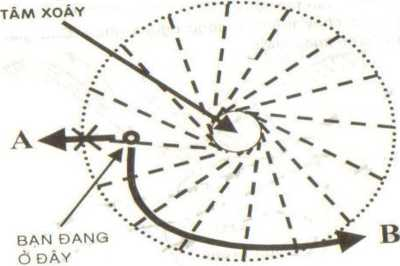 TÂM XOÁY
A
B
BẠN ĐANG
Ở ĐÂY